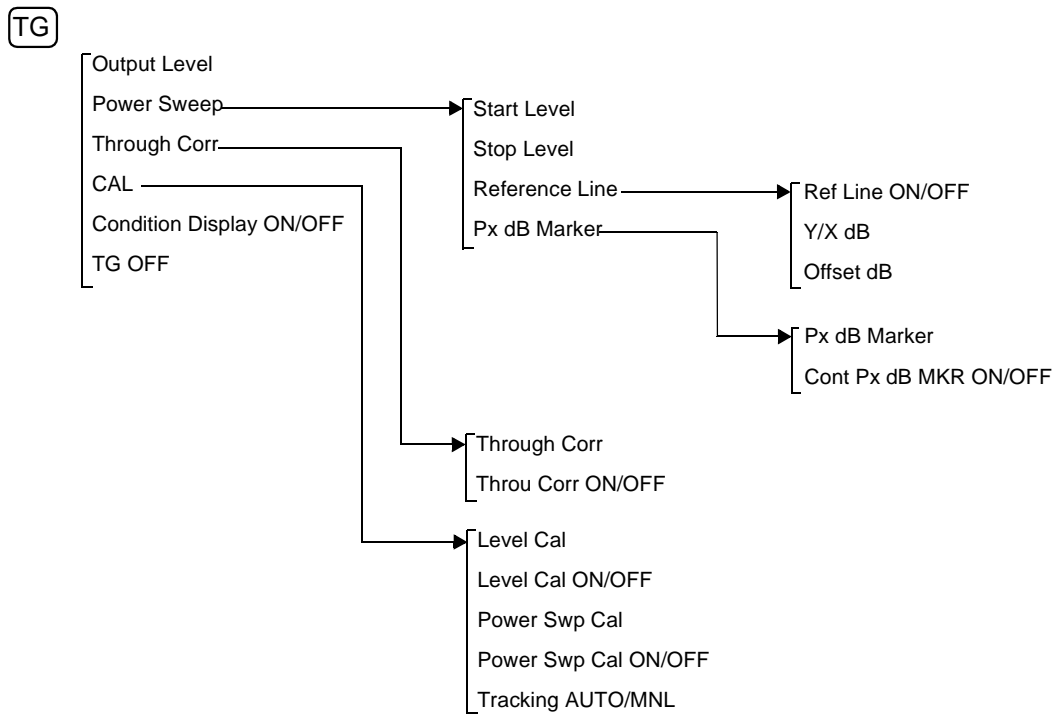 TG
Output Level
Power Sweep
Through Corr
CAL
Condition Display ON/OFF
TG OFF
Start Level
Stop Level
Reference Line
Px dB Marker
Ref Line ON/OFF
Y/X dB
Offset dB
Px dB Marker
Cont Px dB MKR ON/OFF
Through Corr
Throu Corr ON/OFF
Level Cal
Level Cal ON/OFF
Power Swp Cal
Power Swp Cal ON/OFF
Tracking AUTO/MNL